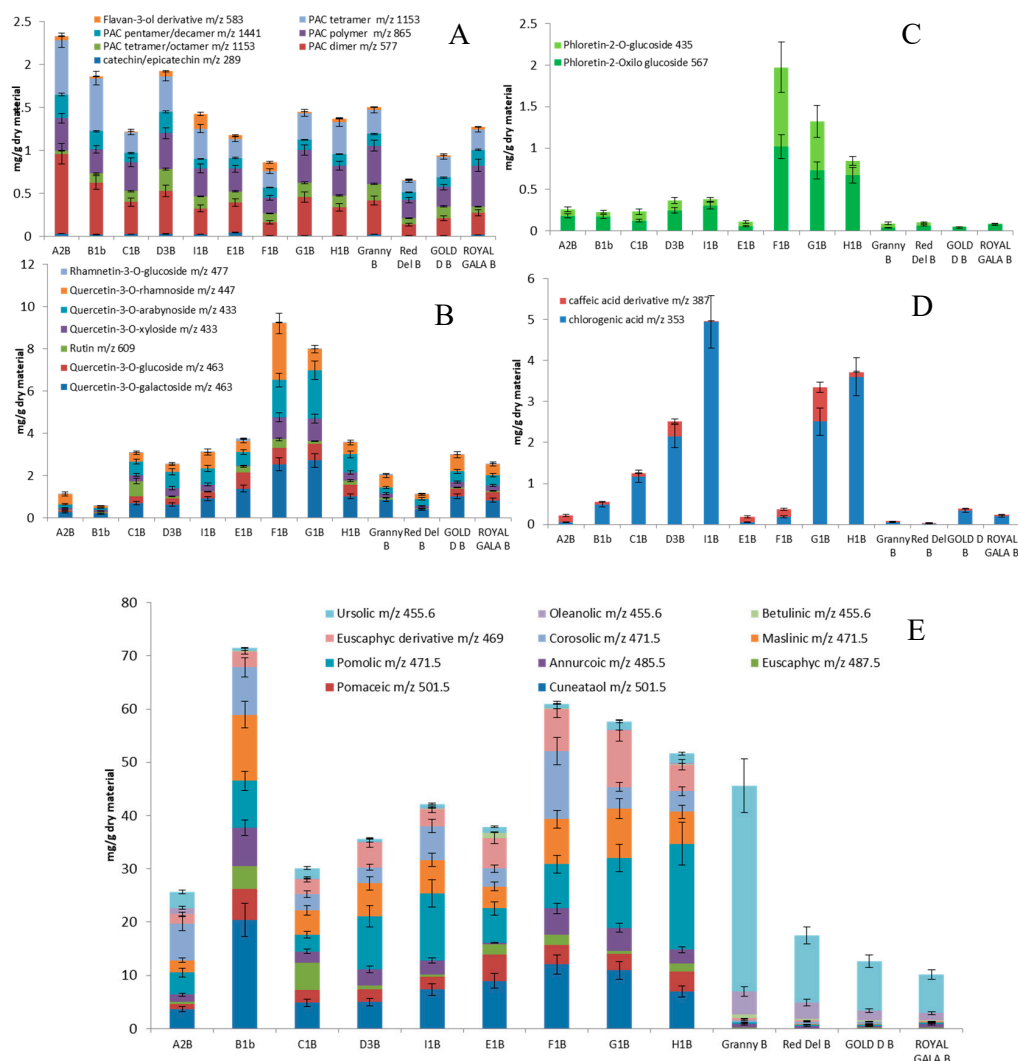 Flavan-3-ol derivative m/z 583
PAC tetramer m/z 1153
PAC pentamer/decamer m/z 1441
PAC polymer m/z 865
PAC tetramer/octamer m/z 1153
PAC dimer m/z 577
catechin/epicatechin m/z 289
A
mg/g dry material
2.5
2
1.5
1
0.5
0
A2B B1b C1B D3B I1B E1B F1B G1B H1B Granny B Red Del B GOLD D B ROYAL GALA B
Phloretin-2-O-glucoside 435
Phloretin-2-Oxilo glucoside 567
C
mg/g dry material
2.5
2
1.5
1
0.5
0
A2B B1b C1B D3B I1B E1B F1B G1B H1B Granny B Red Del B GOLD D B ROYAL GALA B
Rhamnetin-3-O-glucoside m/z 477
Quercetin-3-O-rhamnoside m/z 447
Quercetin-3-O-arabynoside m/z 433
Quercetin-3-O-xyloside m/z 433
Rutin m/z 609
Quercetin-3-O-glucoside m/z 463
Quercetin-3-O-galactoside m/z 463
B
mg/g dry material
12
10
8
6
4
2
0
A2B B1b C1B D3B I1B E1B F1B G1B H1B Granny B Red Del B GOLD D B ROYAL GALA B
caffeic acid derivative m/z 387
chlorogenic acid m/z 353
D
mg/g dry material
6
5
4
3
2
1
0
A2B B1b C1B D3B I1B E1B F1B G1B H1B Granny B Red Del B GOLD D B ROYAL GALA B
Ursolic m/z 455.6
Oleanolic m/z 455.6
Betulinic m/z 455.6
Euscaphyc derivative m/z 469
Corosolic m/z 471.5
Maslinic m/z 471.5
Pomolic m/z 471.5
Annurcoic m/z 485.5
Euscaphyc m/z 487.5
Pomaceic m/z 501.5
Cuneataol m/z 501.5
E
mg/g dry material
80
70
60
50
40
30
20
10
0
A2B B1b C1B D3B I1B E1B F1B G1B H1B Granny B Red Del B GOLD D B ROYAL GALA B